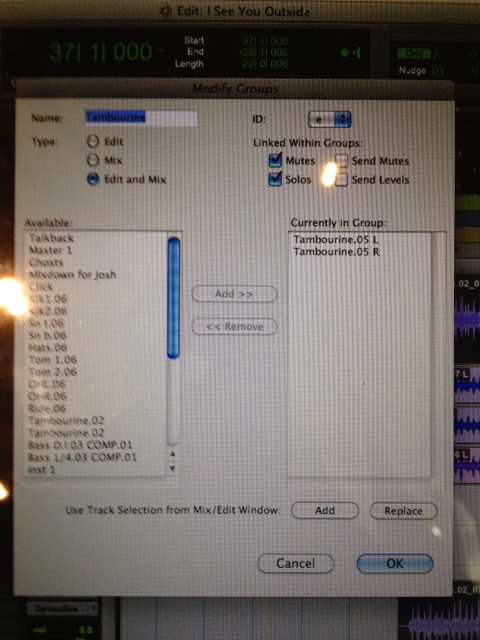 Edit: I See You Outside
37| 1| 000
Start 37| 1| 000
End
Length 22| 0| 006
Nudge
Modify Groups
Name: Tambourine
ID: e
Type:
Edit
Mix
Edit and Mix
Linked Within Groups:
Mutes
Send Mutes
Solos
Send Levels
Available:
Talkback
Master 1
Ghosts
Mixdown for Josh
Click
Kik1.06
Kik2.06
Sn t.06
Sn b.06
Hats.06
Tom 1.06
Tom 2.06
OHL.06
OHR.06
Ride.06
Tambourine.02
Tambourine.02
Bass D.I.03 COMP.01
Bass 1/4.03 COMP.01
Inst 1
Add >>
<< Remove
Currently in Group:
Tambourine.05 L
Tambourine.05 R
Use Track Selection from Mix/Edit Window:
Add
Replace
Cancel
OK
vol